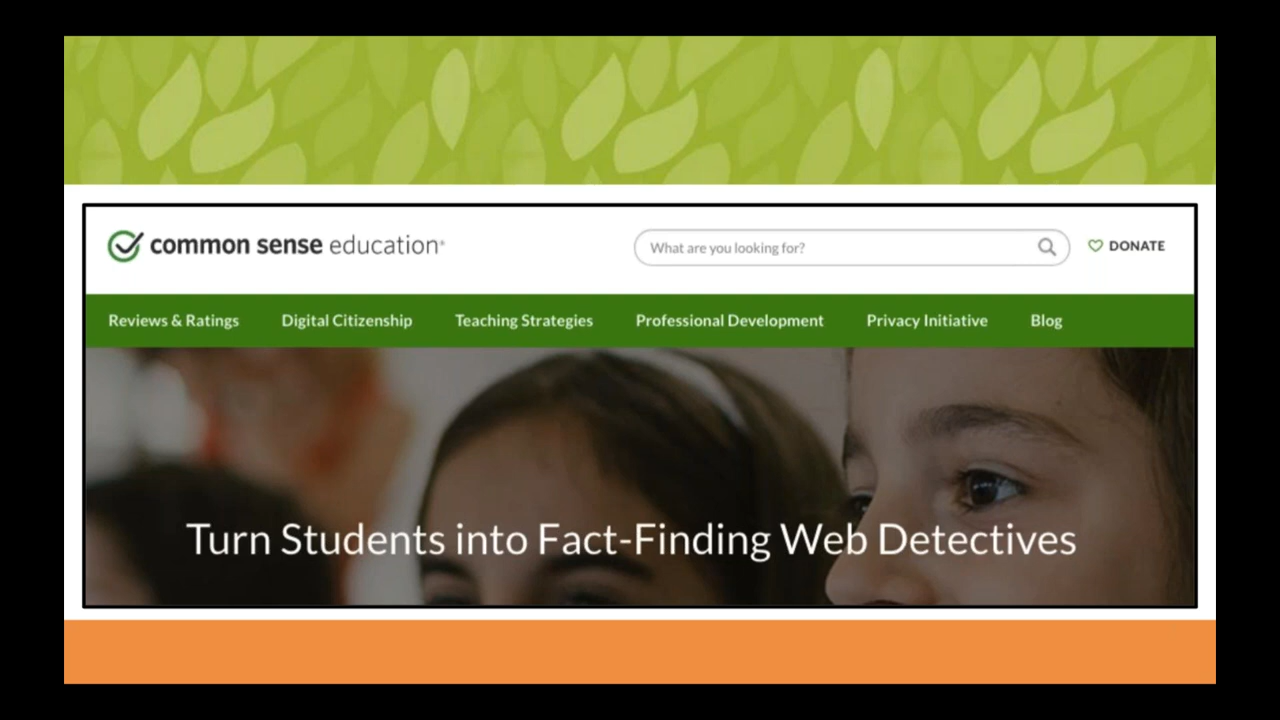 common sense education®
What are you looking for?
DONATE
Reviews & Ratings
Digital Citizenship
Teaching Strategies
Professional Development
Privacy Initiative
Blog
Turn Students into Fact-Finding Web Detectives